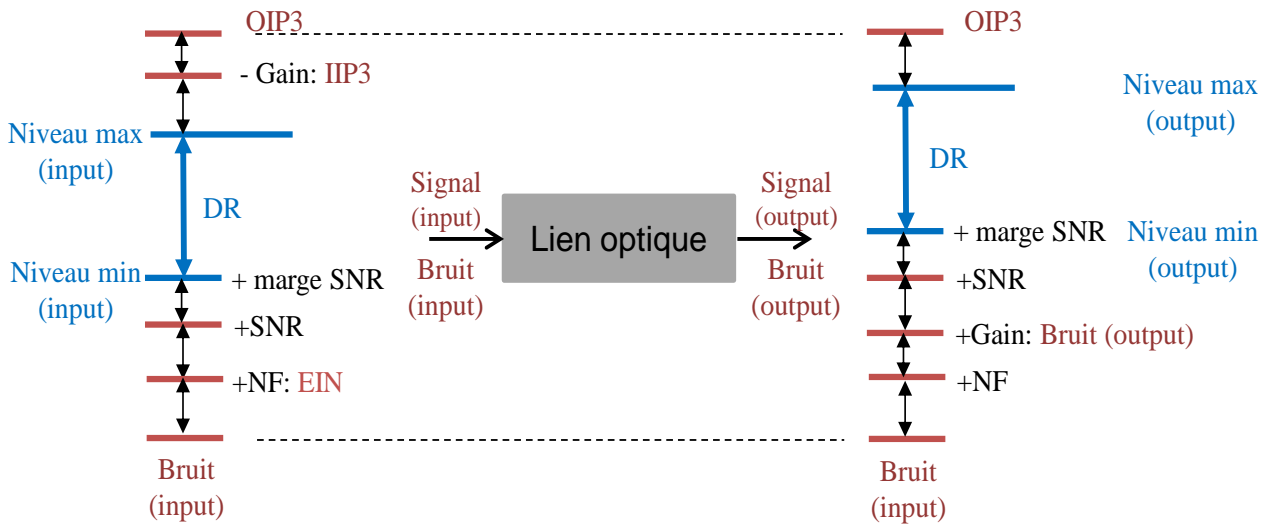 OIP3
- Gain: IIP3
Niveau max
(input)
DR
Niveau min
(input)
+ marge SNR
+SNR
+NF: EIN
Bruit
(input)
Signal
(input)
Bruit
(input)
Lien optique
Signal
(output)
Bruit
(output)
OIP3
Niveau max
(output)
DR
+ marge SNR
Niveau min
(output)
+SNR
+Gain: Bruit (output)
+NF
Bruit
(input)